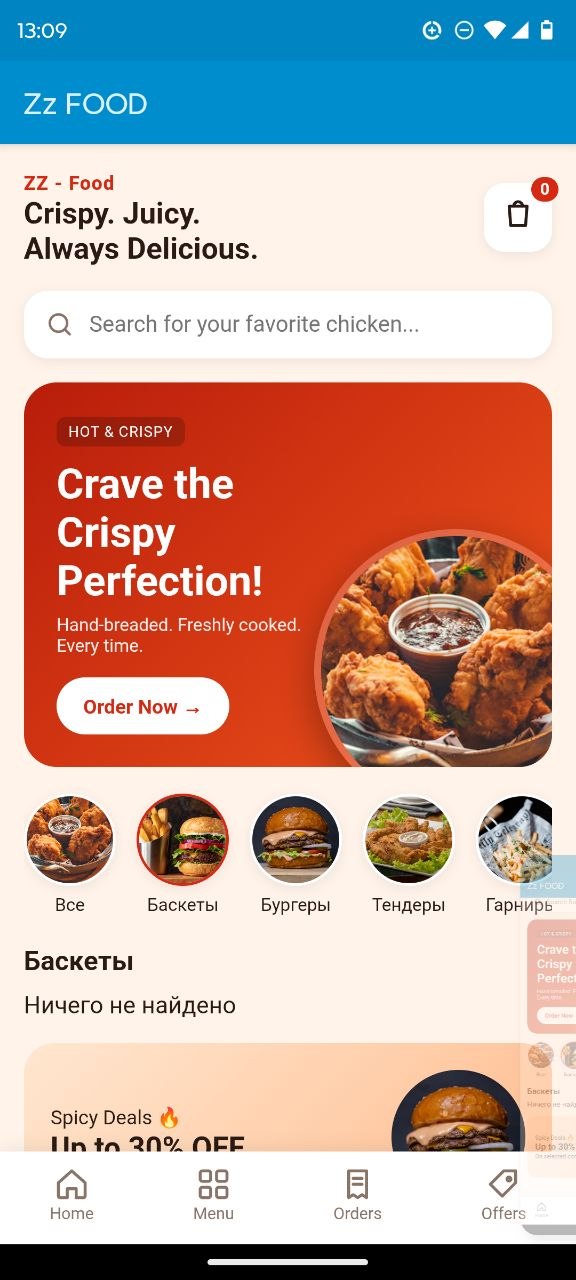 13:09
Zz FOOD
ZZ - Food
Crispy. Juicy.
Always Delicious.
0
Search for your favorite chicken...
HOT & CRISPY
Crave the
Crispy
Perfection!
Hand-breaded. Freshly cooked.
Every time.
Order Now →
Все
Баскеты
Бургеры
Тендеры
Гарниры
Баскеты
Ничего не найдено
Spicy Deals 🔥
Up to 30% OFF
Home
Menu
Orders
Offers